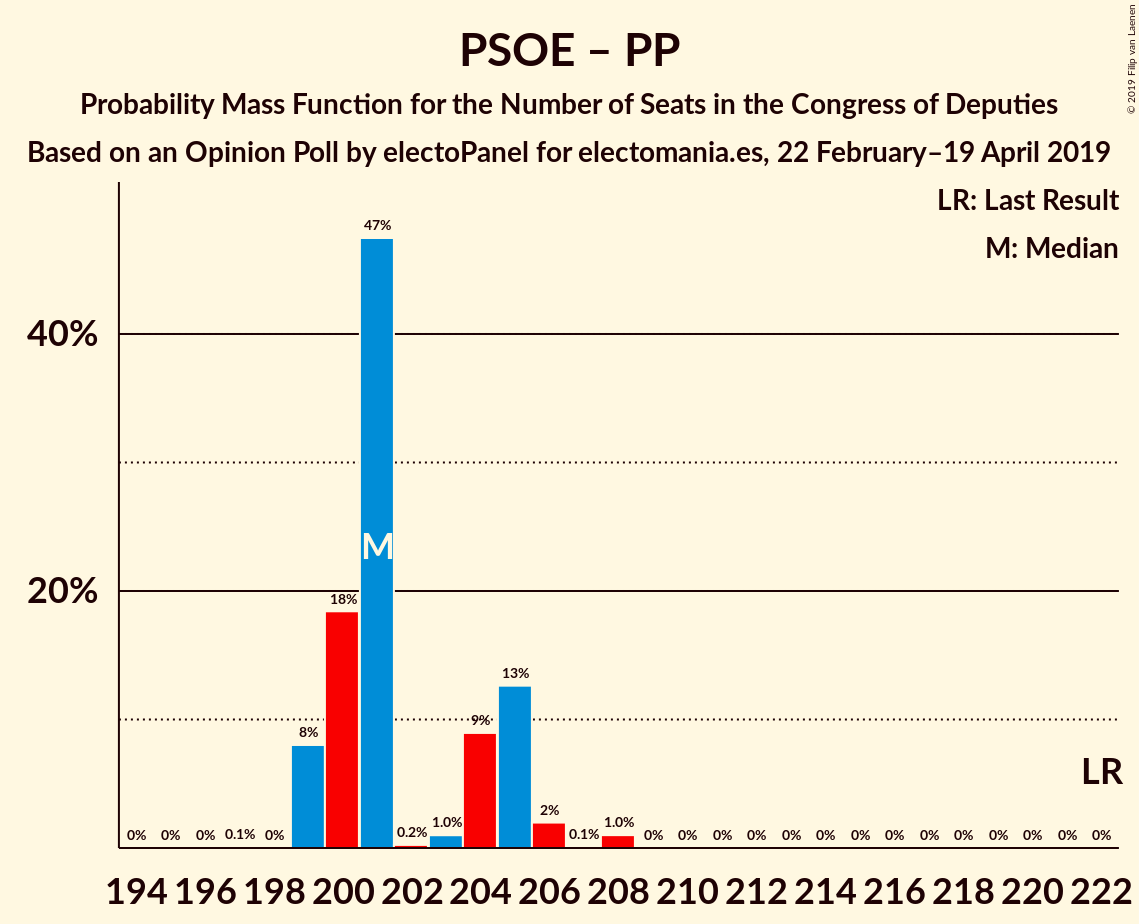 PSOE – PP
Probability Mass Function for the Number of Seats in the Congress of Deputies
Based on an Opinion Poll by electoPanel for electomania.es, 22 February–19 April 2019
© 2019 Filip van Laenen
LR: Last Result
M: Median
47%
40%
M
20%
18%
13%
9%
8%
LR
2%
0% 0% 0% 0.1% 0% 0.2% 1.0% 0.1% 1.0% 0% 0% 0% 0% 0% 0% 0% 0% 0% 0% 0% 0% 0% 0%
194 196 198 200 202 204 206 208 210 212 214 216 218 220 222